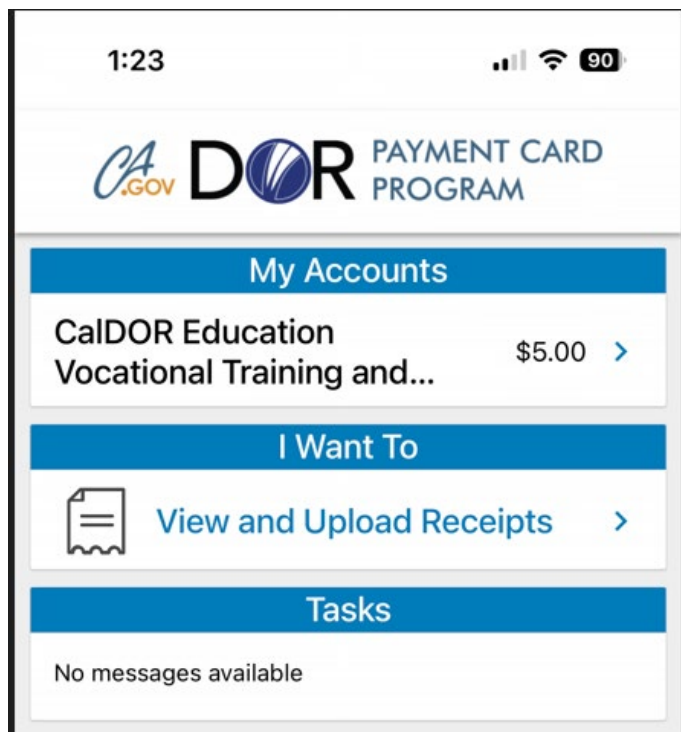 1:23
90
CA.GOV DOR PAYMENT CARD
PROGRAM
My Accounts
CalDOR Education
Vocational Training and...
$5.00
I Want To
View and Upload Receipts
Tasks
No messages available